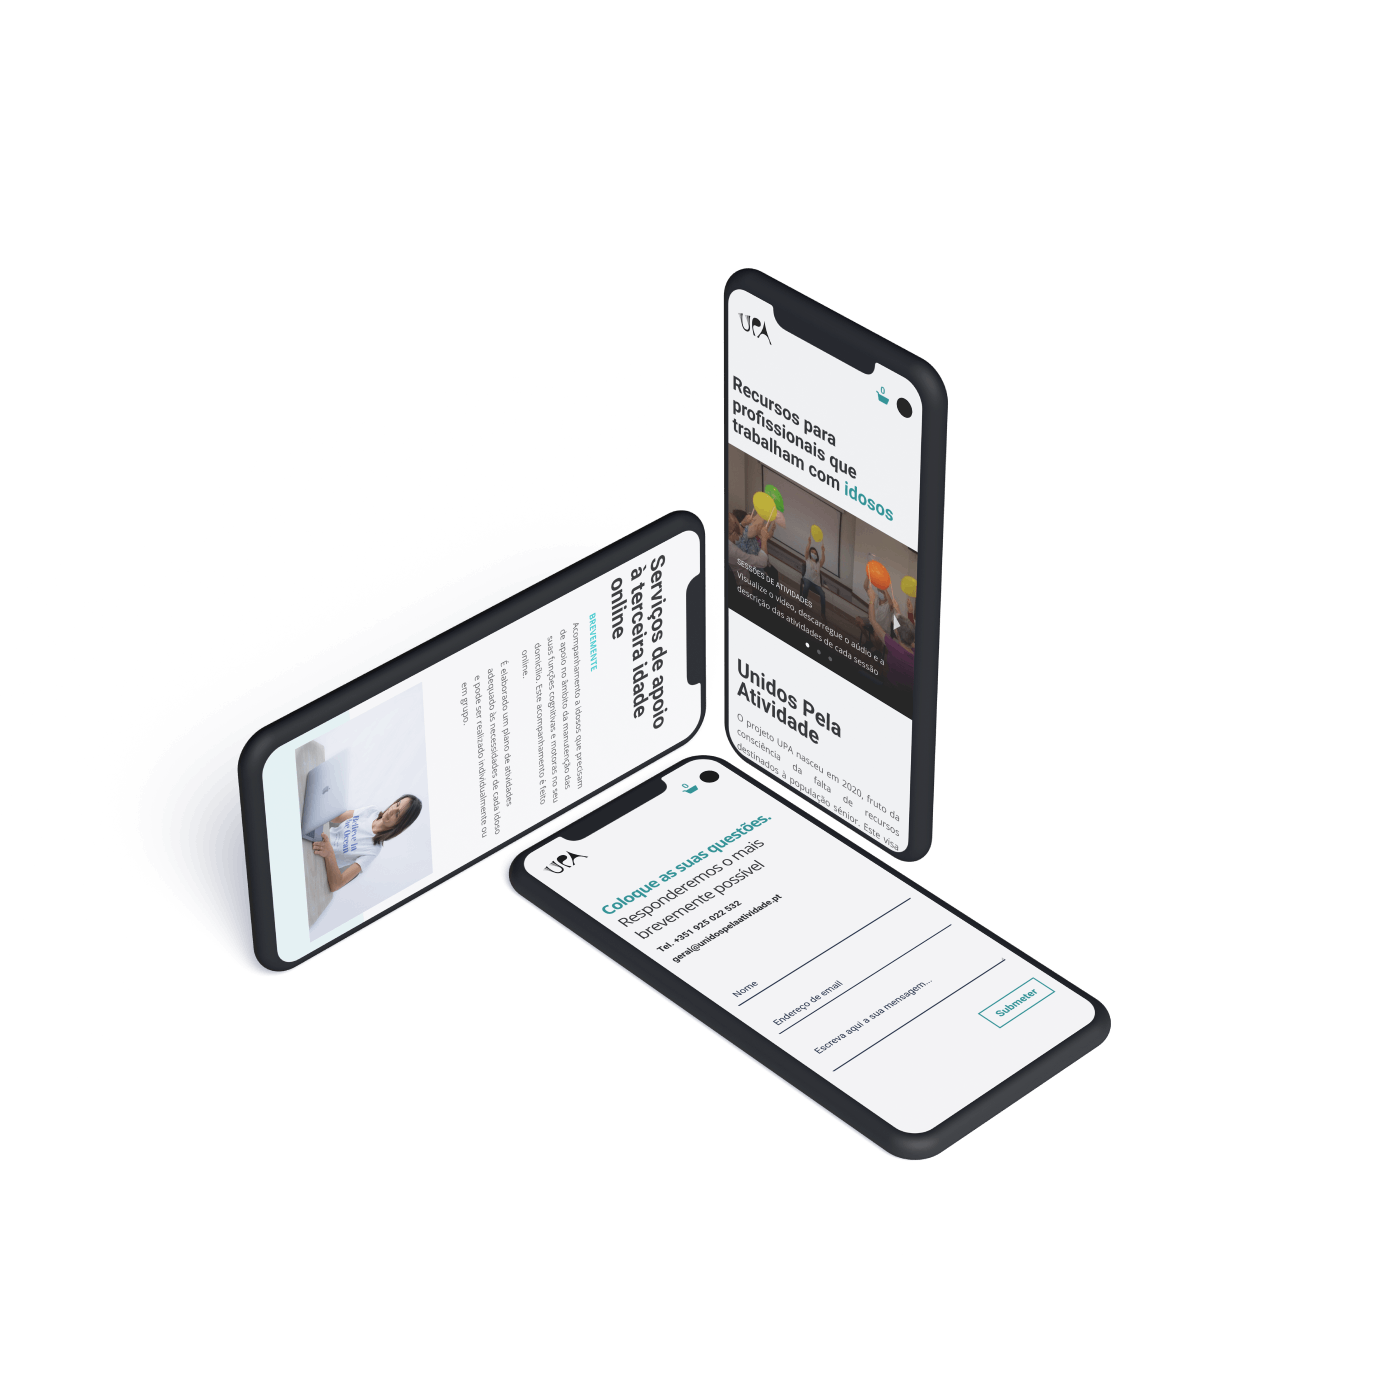 UPA
0
Recursos para
profissionais que
trabalham com idosos
SESSÕES DE ATIVIDADES
Visualize o vídeo, descarregue o aúdio e a
descrição das atividades de cada sessão
Unidos Pela
Atividade
O projeto UPA nasceu em 2020, fruto da
consciência da falta de recursos
destinados à população sénior. Este visa
Serviços de apoio
à terceira idade
online
BREVEMENTE
Acompanhamento a idosos que precisam
de apoio no âmbito da manutenção das
suas funções cognitivas e motoras no seu
domicílio. Este acompanhamento é feito
online.
É elaborado um plano de atividades
adequado às necessidades de cada idoso
e pode ser realizado individualmente ou
em grupo.
Believe in
UPA
0
Coloque as suas questões.
Responderemos o mais
brevemente possível
Tel. +351 925 022 532
geral@unidospelaatividade.pt
Nome
Endereço de email
Escreva aqui a sua mensagem...
Submeter